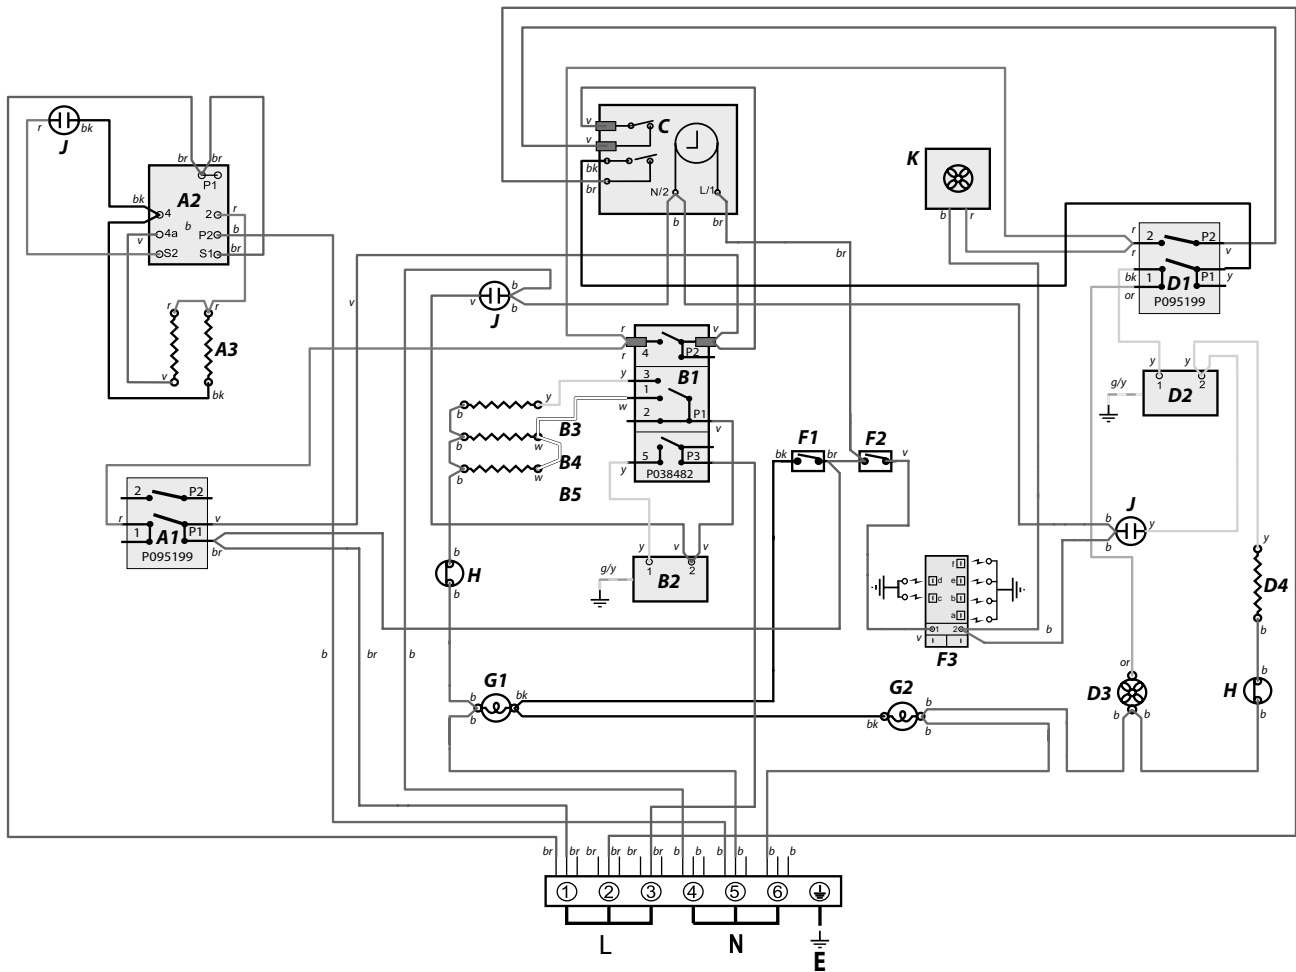 r
bk
J
br
br
P1
A2
bk
4
2
r
b
4a
P2
b
v
S2
S1
br
r
r
A3
v
bk
v
C
v
bk
br
N/2
L/1
b
br
br
K
b
r
r
2
P2
r
v
bk
1
D1
P1
y
or
P095199
v
b
v
J
b
r
v
4
P2
r
B1
y
3
1
w
2
P1
v
5
P3
y
P038482
b
y
B3
b
w
B4
b
w
B5
y
y
g/y
1
2
D2
F1
F2
bk
br
v
2
P2
r
1
P1
v
A1
br
P095199
b
H
b
y
v
v
g/y
1
2
B2
J
b
y
b
f
d
e
c
b
a
1
2
v
b
F3
y
D4
b
b
br
b
G1
b
bk
b
G2
b
bk
b
or
D3
b
b
b
H
b
br
br
br
br
br
br
b
b
b
b
b
b
1
2
3
4
5
6
L
N
E